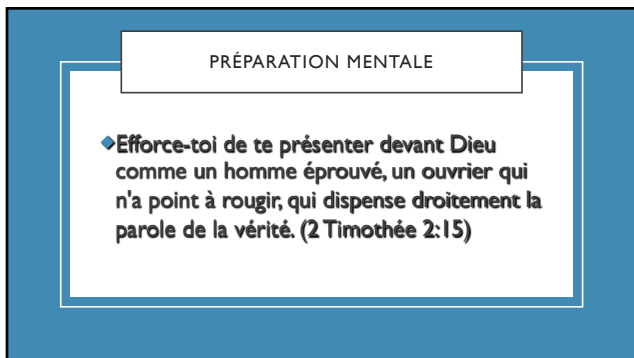 PRÉPARATION MENTALE
Efforce-toi de te présenter devant Dieu
comme un homme éprouvé, un ouvrier qui
n'a point à rougir, qui dispense droitement la
parole de la vérité. (2 Timothée 2:15)